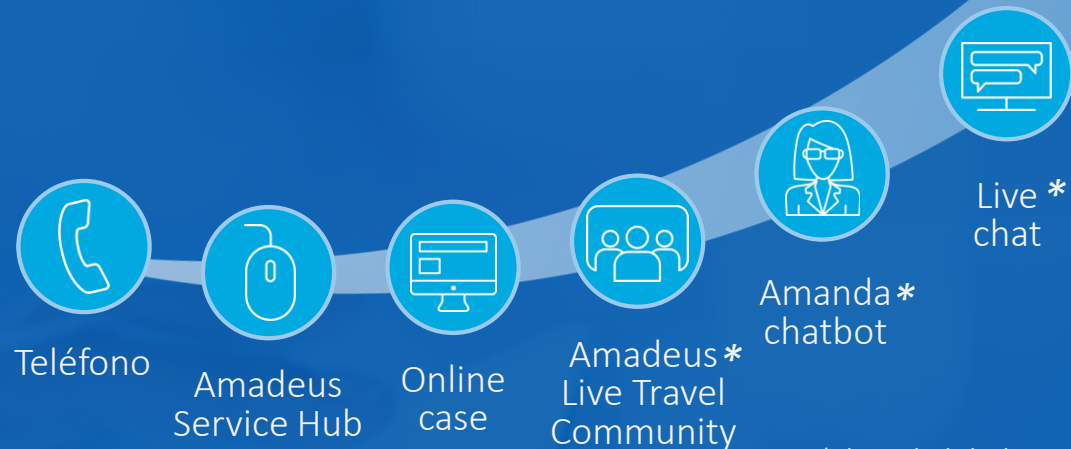 Teléfono
Amadeus
Service Hub
Online
case
Amadeus*
Live Travel
Community
Amanda*
chatbot
Live *
chat